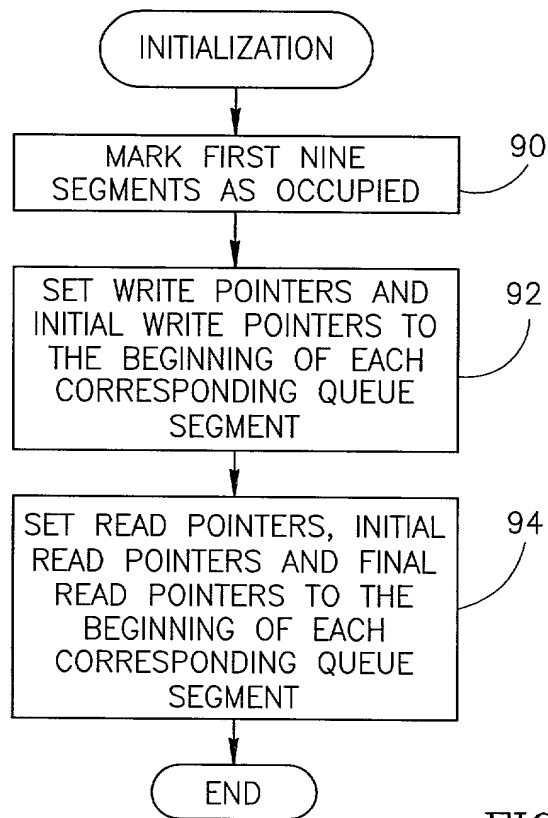 INITIALIZATION
MARK FIRST NINE
SEGMENTS AS OCCUPIED
90
SET WRITE POINTERS AND
INITIAL WRITE POINTERS TO
THE BEGINNING OF EACH
CORRESPONDING QUEUE
SEGMENT
92
SET READ POINTERS, INITIAL
READ POINTERS AND FINAL
READ POINTERS TO THE
BEGINNING OF EACH
CORRESPONDING QUEUE
SEGMENT
94
END